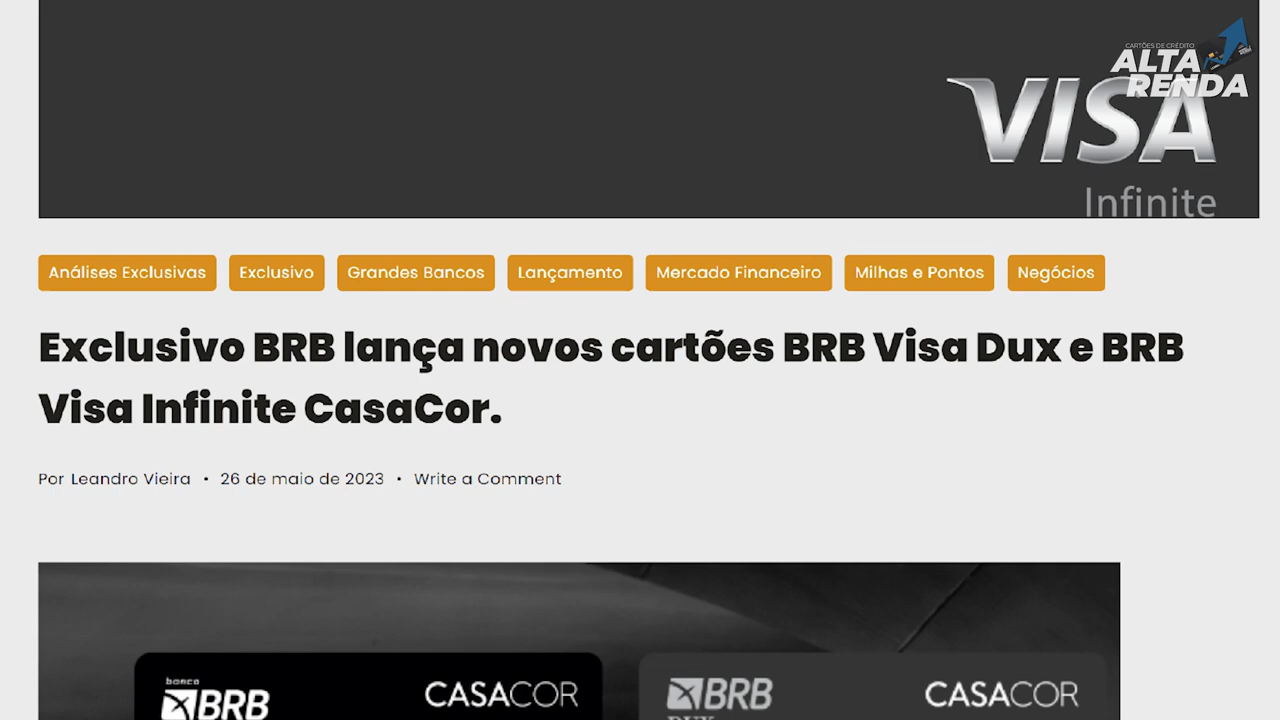 CARTÕES DE CRÉDITO
ALTA
RENDA
VISA
Infinite
Análises Exclusivas Exclusivo Grandes Bancos Lançamento Mercado Financeiro Milhas e Pontos Negócios
Exclusivo BRB lança novos cartões BRB Visa Dux e BRB
Visa Infinite CasaCor.
Por Leandro Vieira • 26 de maio de 2023 • Write a Comment
banco
BRB CASACOR BRB CASACOR
DUX